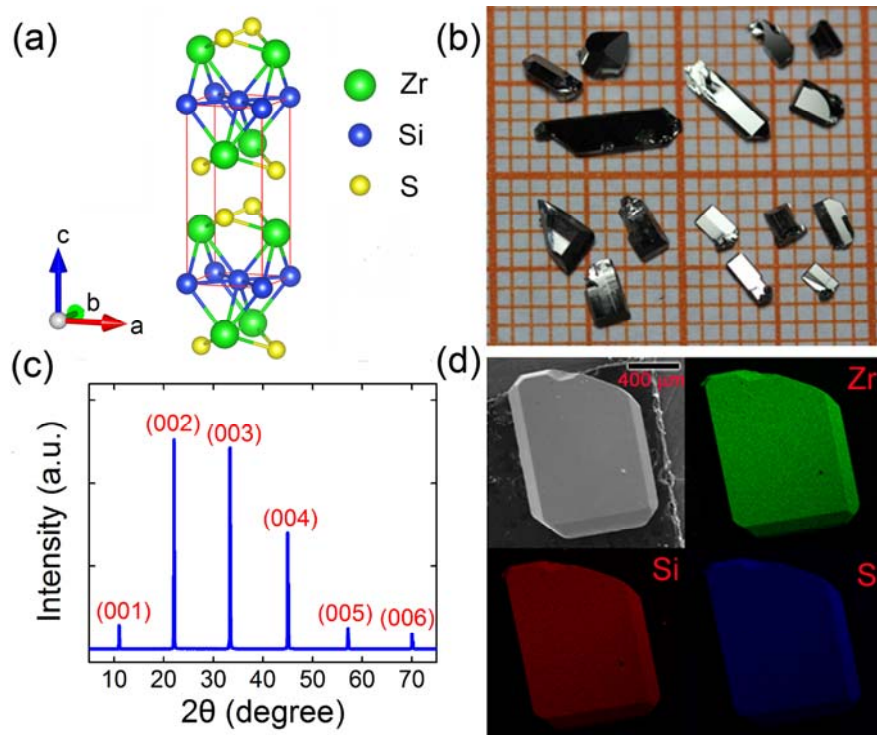 (a)
Zr
Si
S
c
b
a
(b)
(c)
Intensity (a.u.)
(001)
(002)
(003)
(004)
(005)
(006)
10 20 30 40 50 60 70
2θ (degree)
(d)
400 μm
Zr
Si
S